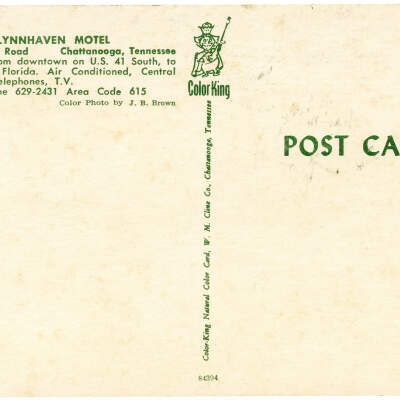 LYNNHAVEN MOTEL
Road Chattanooga, Tennessee
om downtown on U.S. 41 South, to
Florida. Air Conditioned, Central
elephones, T.V.
ne 629-2431 Area Code 615
Color Photo by J. B. Brown
Color King
Color-King Natural Color Card, W. M. Cline Co., Chattanooga, Tennessee
POST CA
84394